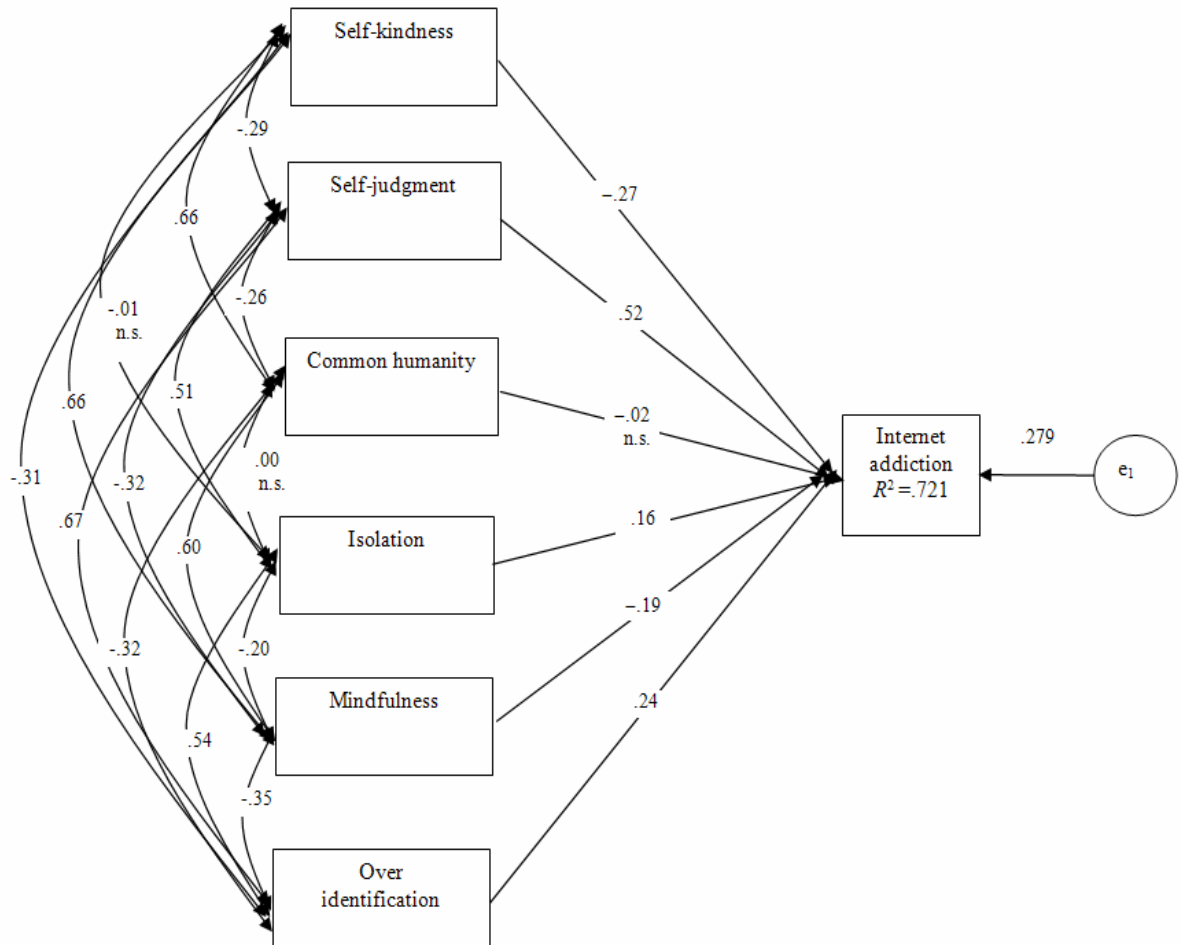 Self-kindness
-.29
Self-judgment
–.27
.66
-.26
-.01
n.s.
.52
Common humanity
.51
.66
–.02
n.s.
Internet
addiction
R² =.721
.279
e₁
.00
n.s.
-.31
-.32
.67
.60
Isolation
.16
–.19
-.32
-.20
Mindfulness
.24
.54
-.35
Over
identification